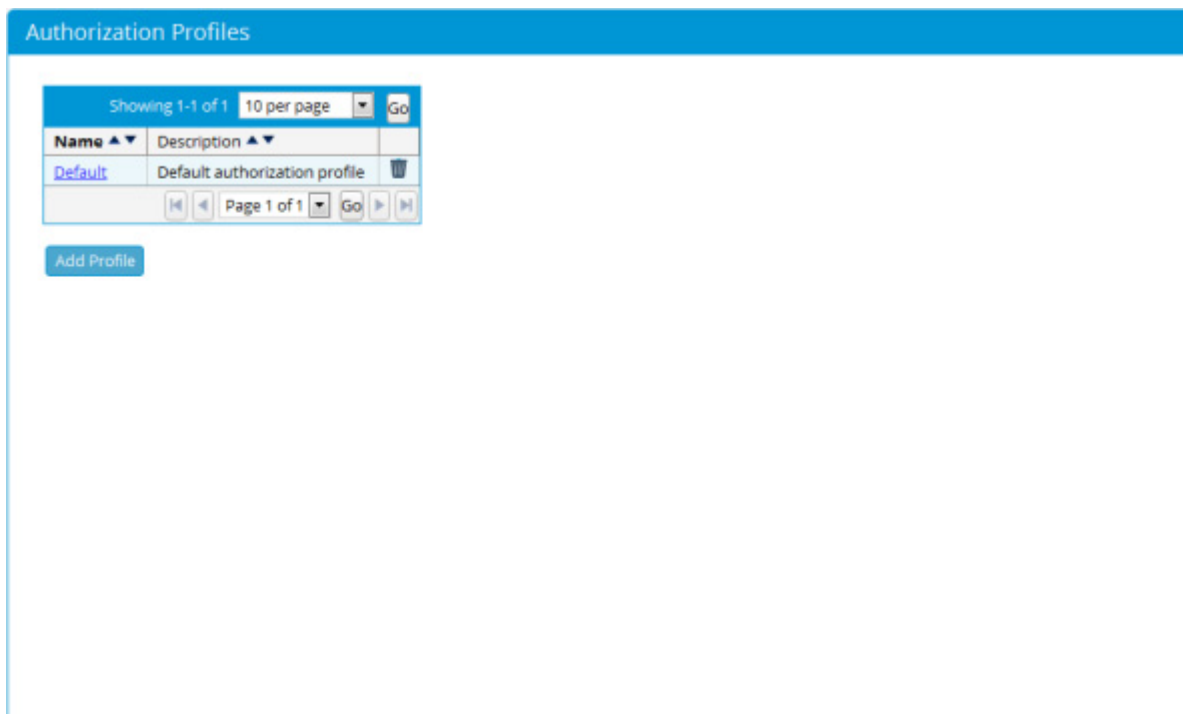 Authorization Profiles
Showing 1-1 of 1 10 per page Go
Name Description
Default Default authorization profile
Page 1 of 1 Go
Add Profile